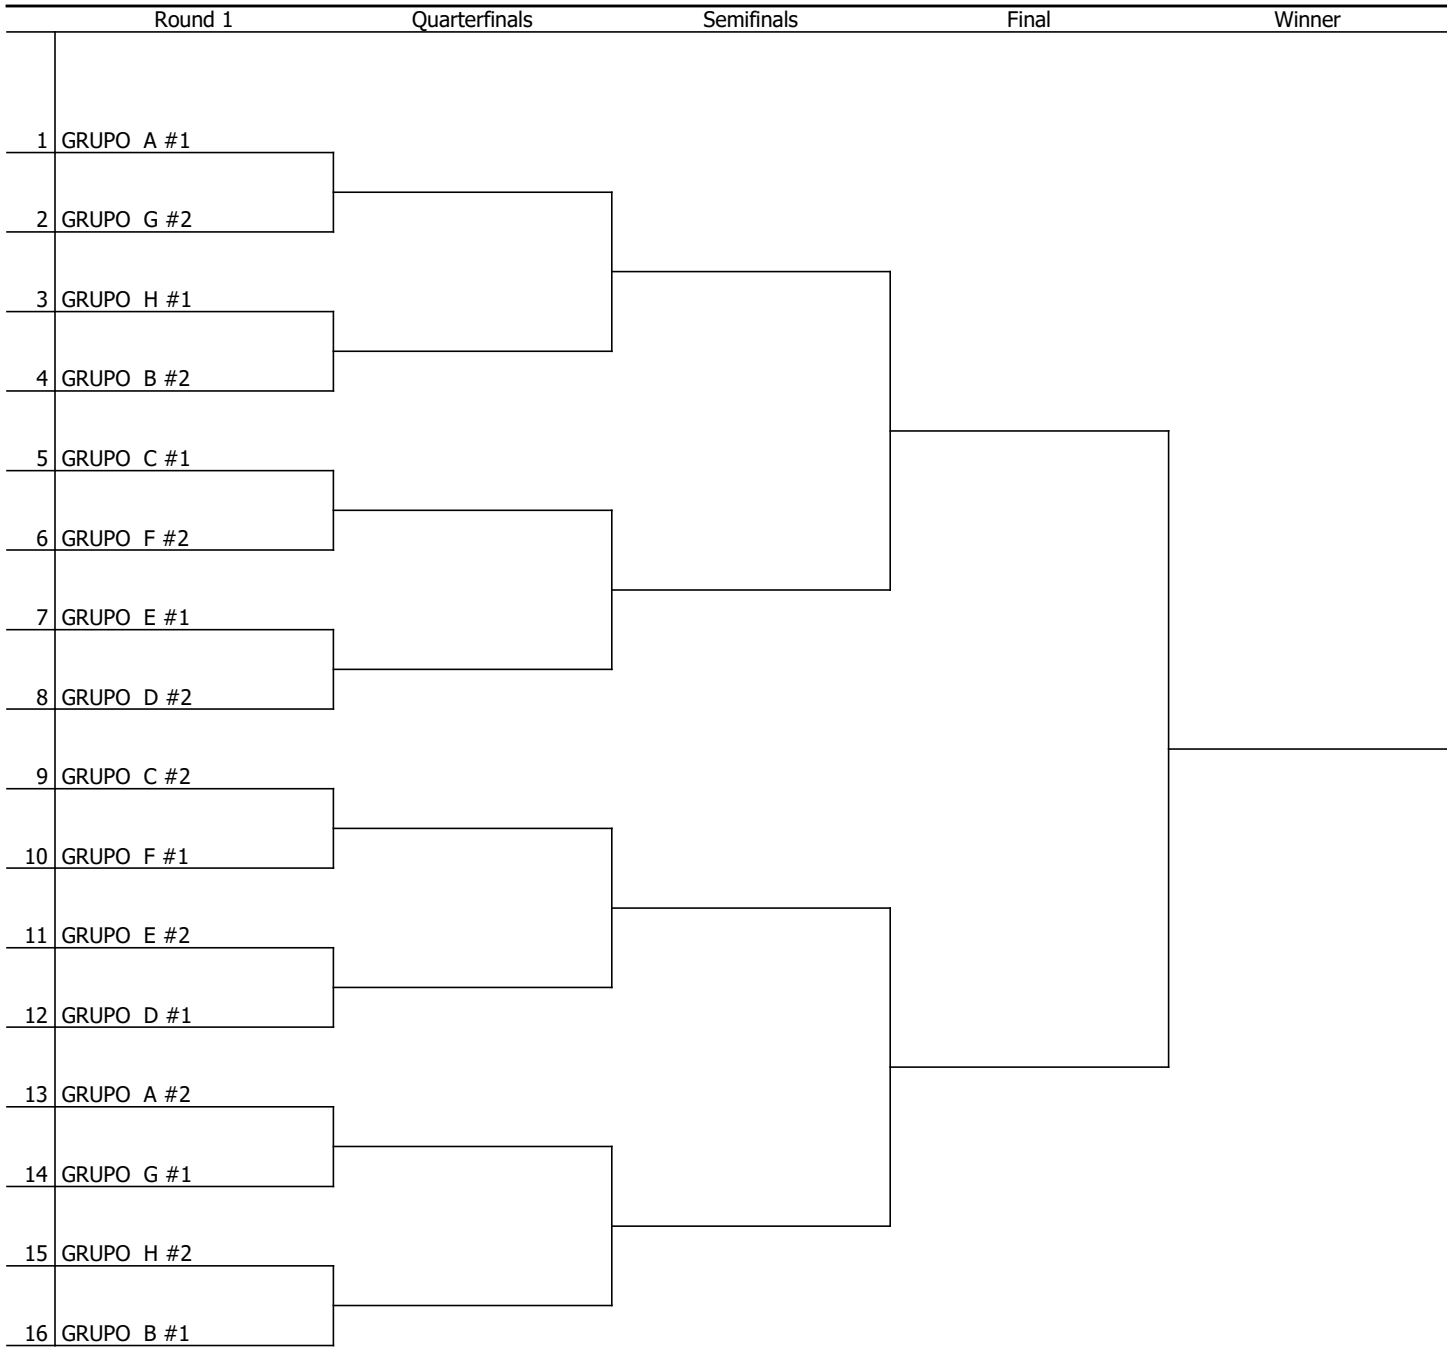 Round 1 Quarterfinals Semifinals Final Winner
1 GRUPO A #1
2 GRUPO G #2
3 GRUPO H #1
4 GRUPO B #2
5 GRUPO C #1
6 GRUPO F #2
7 GRUPO E #1
8 GRUPO D #2
9 GRUPO C #2
10 GRUPO F #1
11 GRUPO E #2
12 GRUPO D #1
13 GRUPO A #2
14 GRUPO G #1
15 GRUPO H #2
16 GRUPO B #1